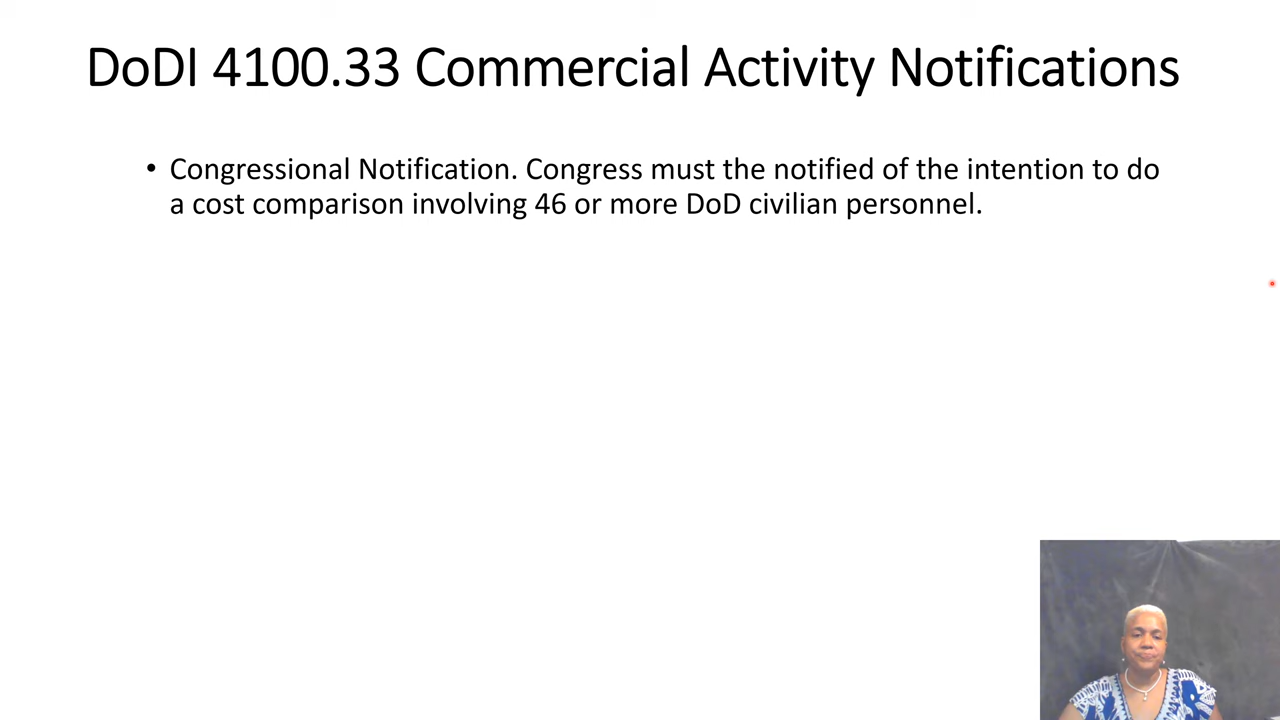 DoDI 4100.33 Commercial Activity Notifications
• Congressional Notification. Congress must the notified of the intention to do
a cost comparison involving 46 or more DoD civilian personnel.